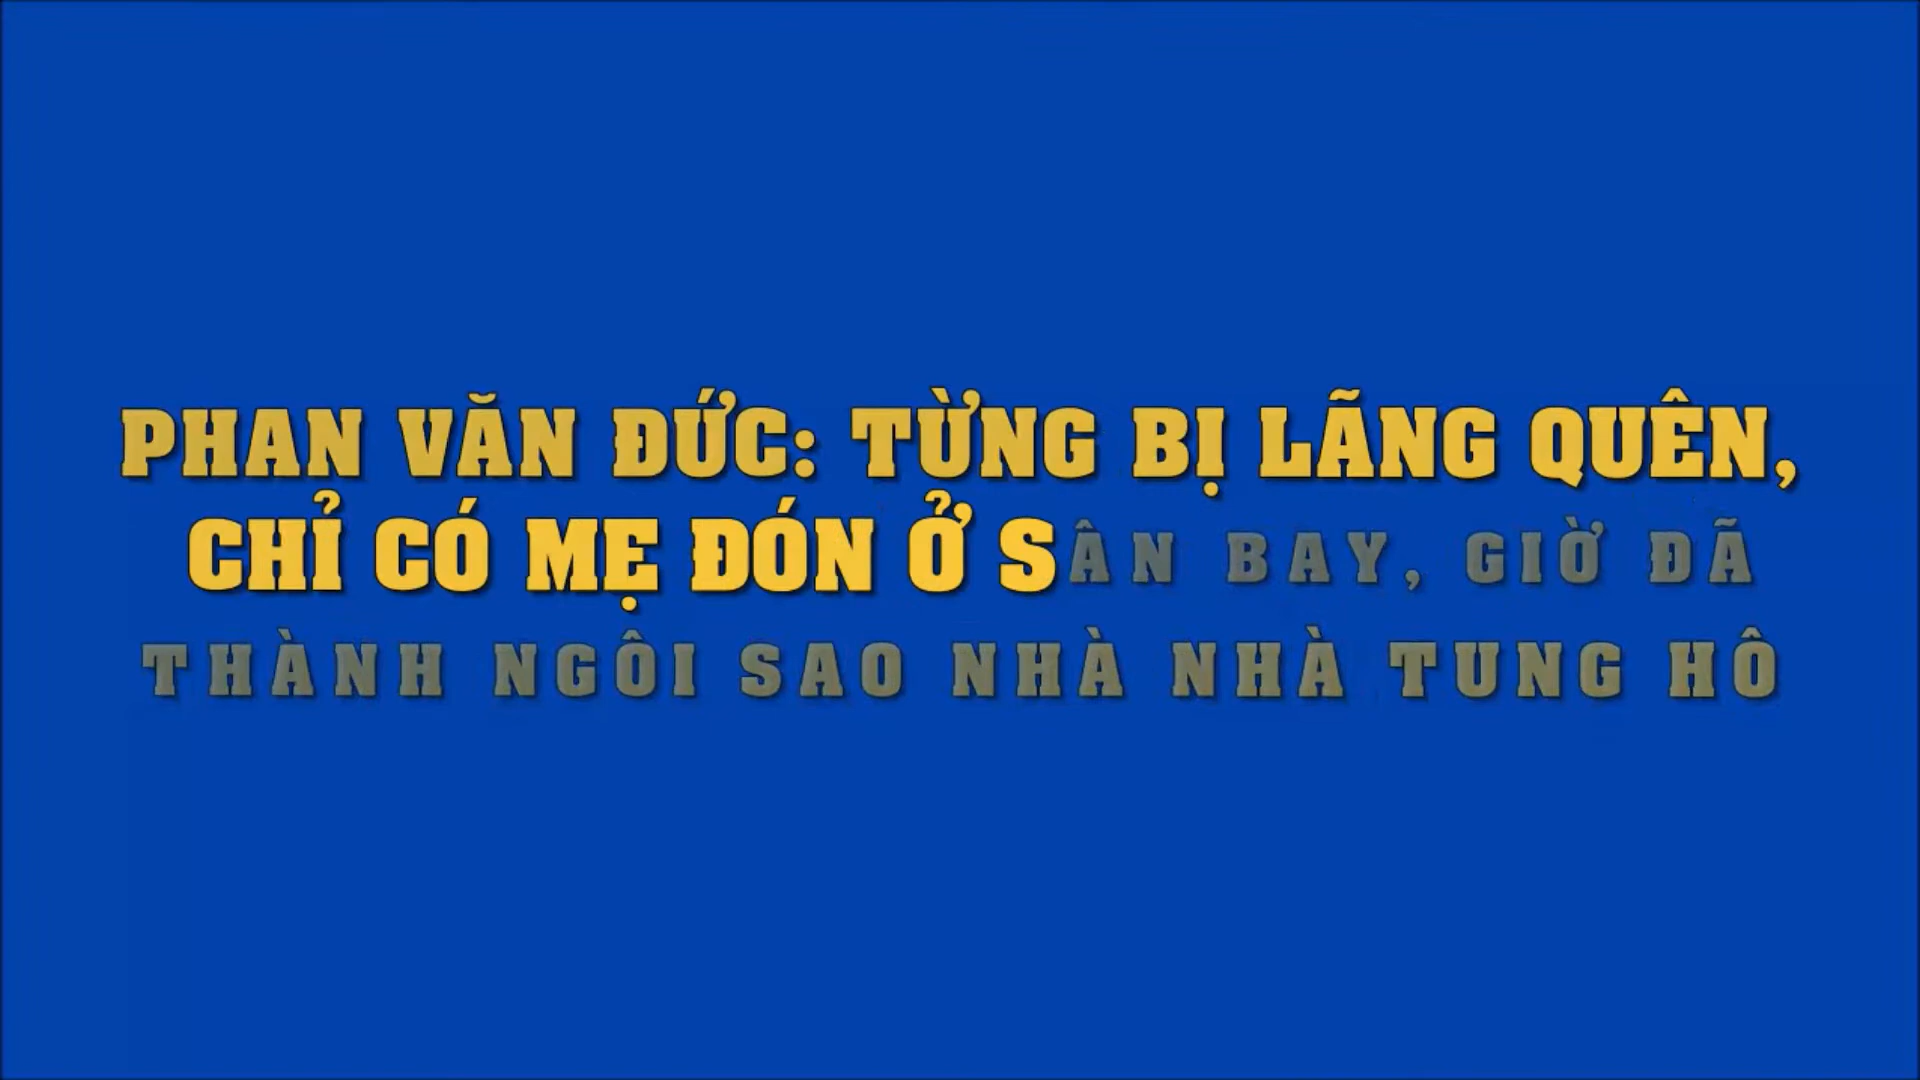 PHAN VĂN ĐỨC: TỪNG BỊ LÃNG QUÊN,
CHỈ CÓ MẸ ĐÓN Ở SÂN BAY, GIỜ ĐÃ
THÀNH NGÔI SAO NHÀ NHÀ TUNG HÔ